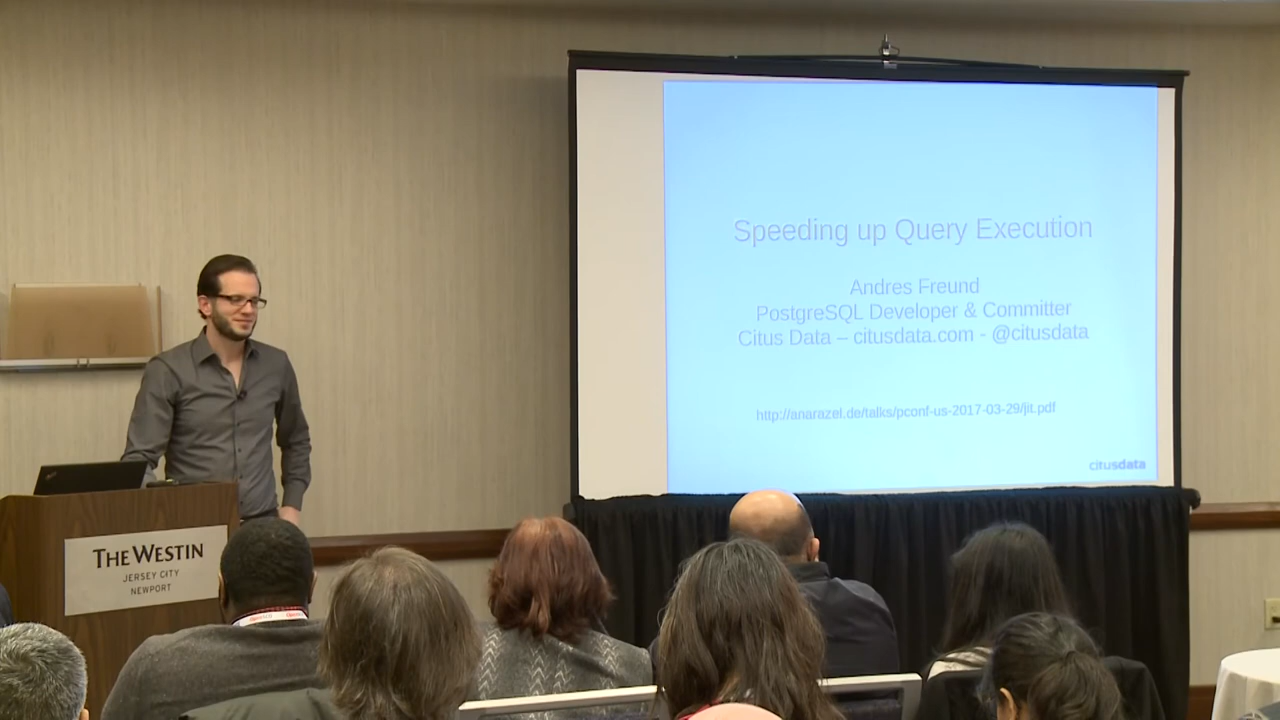 Speeding up Query Execution
Andres Freund
PostgreSQL Developer & Committer
Citus Data – citusdata.com - @citusdata
http://anarazel.de/talks/pconf-us-2017-03-29/jit.pdf
citusdata
THE WESTIN
JERSEY CITY
NEWPORT